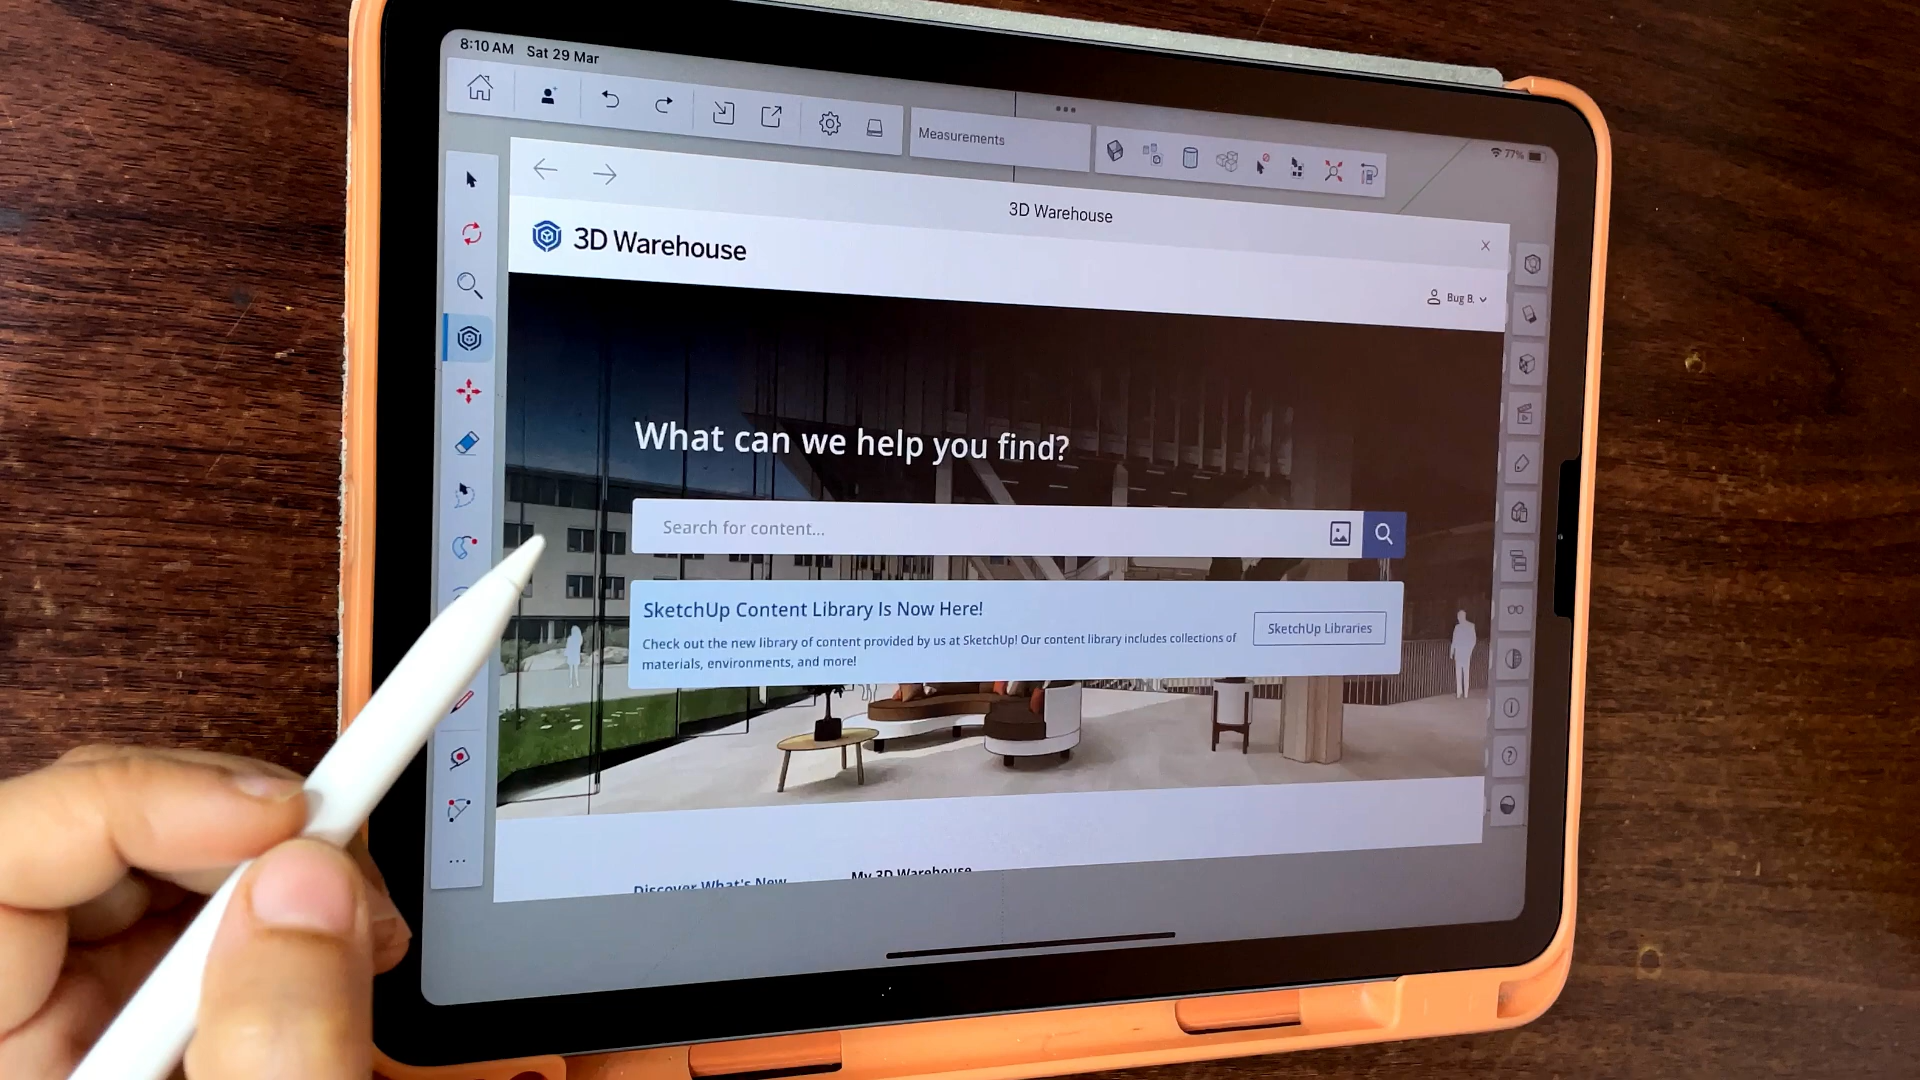 8:10 AM Sat 29 Mar
77%
Measurements
3D Warehouse
3D Warehouse
Bug B.
What can we help you find?
Search for content...
SketchUp Content Library Is Now Here!
Check out the new library of content provided by us at SketchUp! Our content library includes collections of
materials, environments, and more!
SketchUp Libraries
Discover What's New
My 3D Warehouse